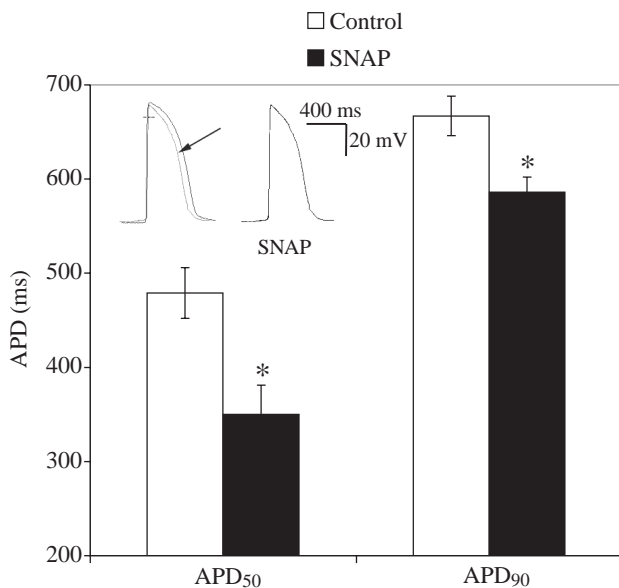 Control
SNAP
700
600
500
400
300
200
APD (ms)
400 ms
20 mV
SNAP
*
*
APD₅₀
APD₉₀